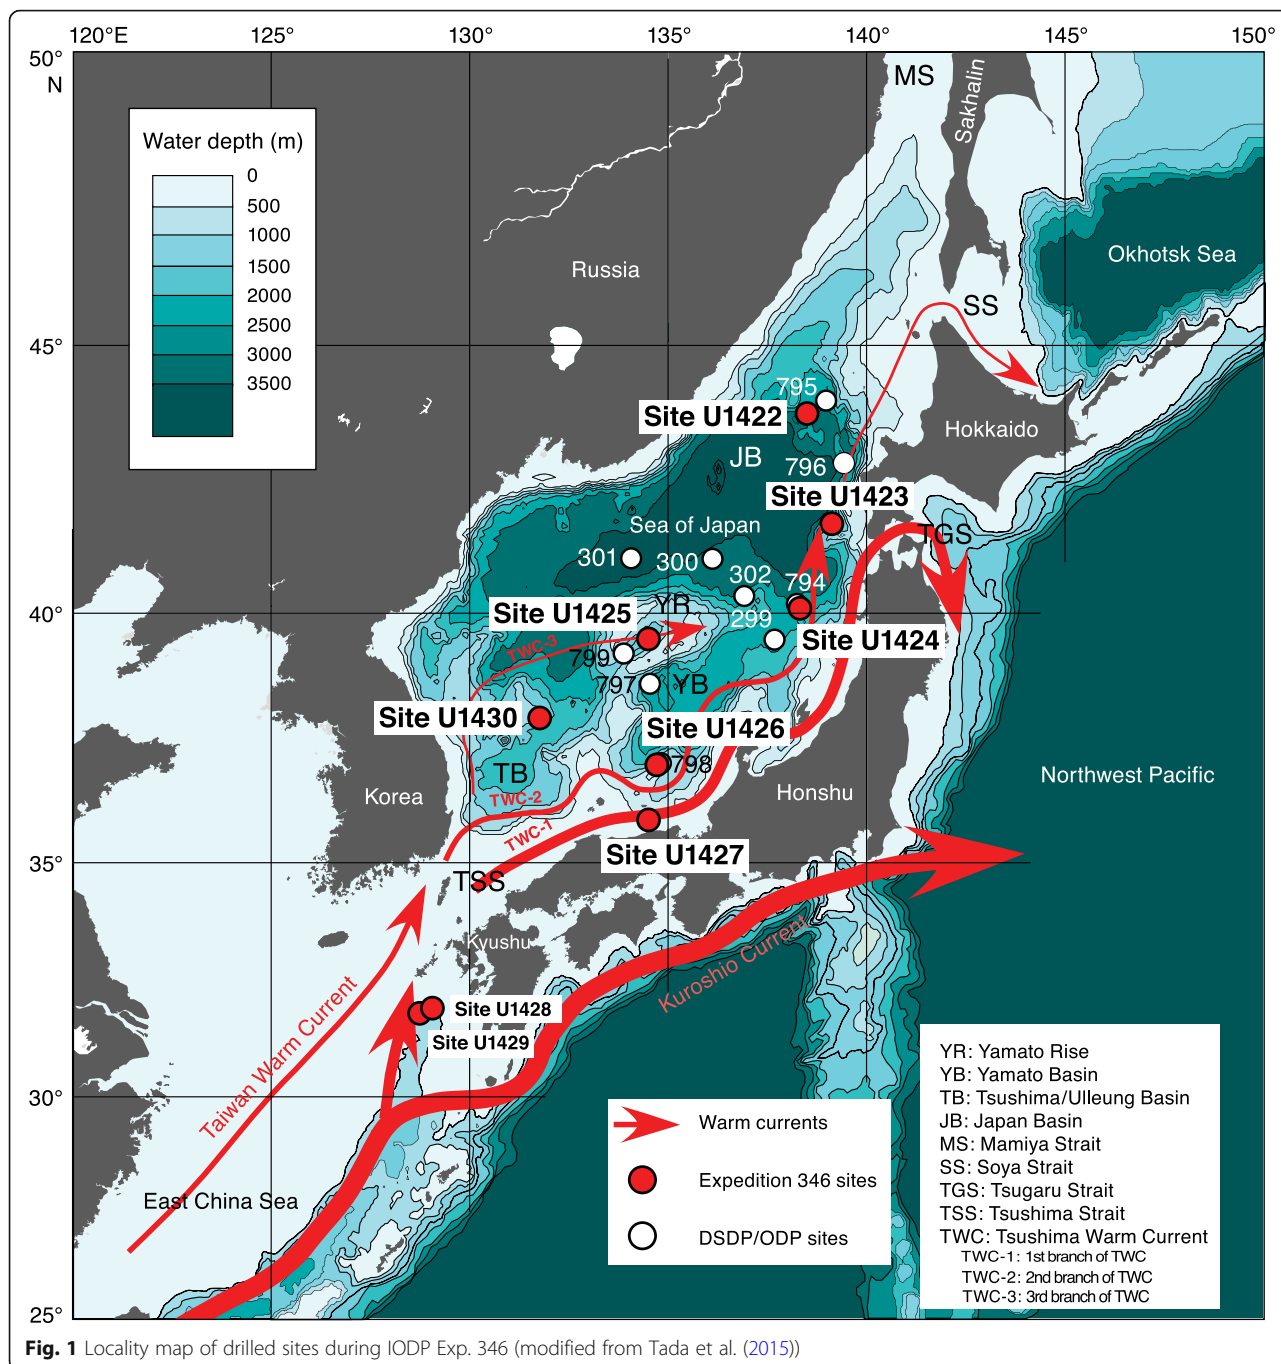 120°E 125° 130° 135° 140° 145° 150°
50°
N
MS
Sakhalin
Water depth (m)
0
500
1000
1500
2000
2500
3000
3500
Russia
Okhotsk Sea
SS
45°
795
Site U1422
Hokkaido
JB
796
Site U1423
Sea of Japan
TGS
301
300
302
794
40°
Site U1425
YR
299
Site U1424
TWC-3
799
797
YB
Site U1430
Site U1426
798
TB
Korea
TWC-2
Honshu
Northwest Pacific
TWC-1
35°
Site U1427
TSS
Kyushu
Kuroshio Current
Taiwan Warm Current
Site U1428
Site U1429
30°
East China Sea
25°
Warm currents
Expedition 346 sites
DSDP/ODP sites
YR: Yamato Rise
YB: Yamato Basin
TB: Tsushima/Ulleung Basin
JB: Japan Basin
MS: Mamiya Strait
SS: Soya Strait
TGS: Tsugaru Strait
TSS: Tsushima Strait
TWC: Tsushima Warm Current
TWC-1: 1st branch of TWC
TWC-2: 2nd branch of TWC
TWC-3: 3rd branch of TWC
Fig. 1 Locality map of drilled sites during IODP Exp. 346 (modified from Tada et al. (2015))